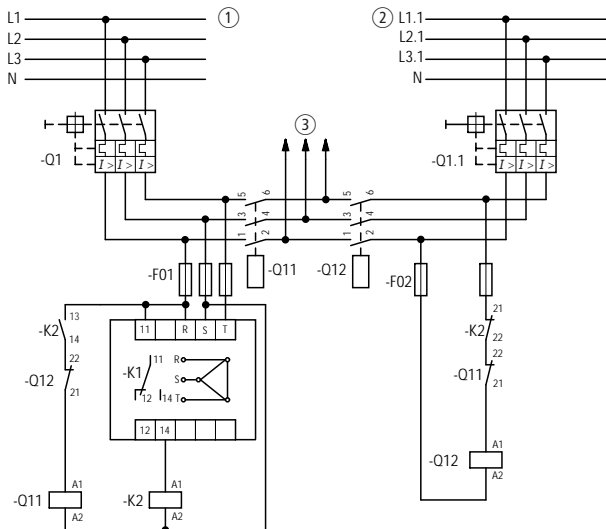 L1 ① ② L1.1
L2 L2.1
L3 L3.1
N N
③
-Q1 I > I > I > -Q1.1 I > I > I >
5 6 5 6
3 4 3 4
1 2 1 2
-F01 -Q11 -Q12 -F02
13 11 R S T 21
-K2 -K2
14 22
11 R
22 -K1 S 22
-Q12 12 14 T -Q11
21 21
12 14
A1
-Q12
A2
A1 A1
-Q11 -K2
A2 A2